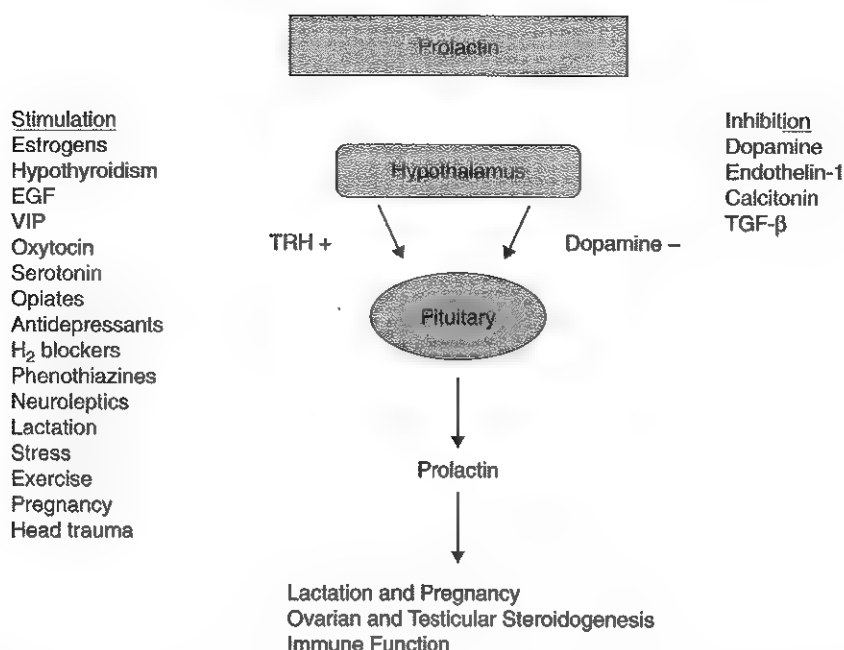 Prolactin
Stimulation
Estrogens
Hypothyroidism
EGF
VIP
Oxytocin
Serotonin
Opiates
Antidepressants
H₂ blockers
Phenothiazines
Neuroleptics
Lactation
Stress
Exercise
Pregnancy
Head trauma
Hypothalamus
TRH +
Dopamine –
Pituitary
Prolactin
Lactation and Pregnancy
Ovarian and Testicular Steroidogenesis
Immune Function
Inhibition
Dopamine
Endothelin-1
Calcitonin
TGF-β